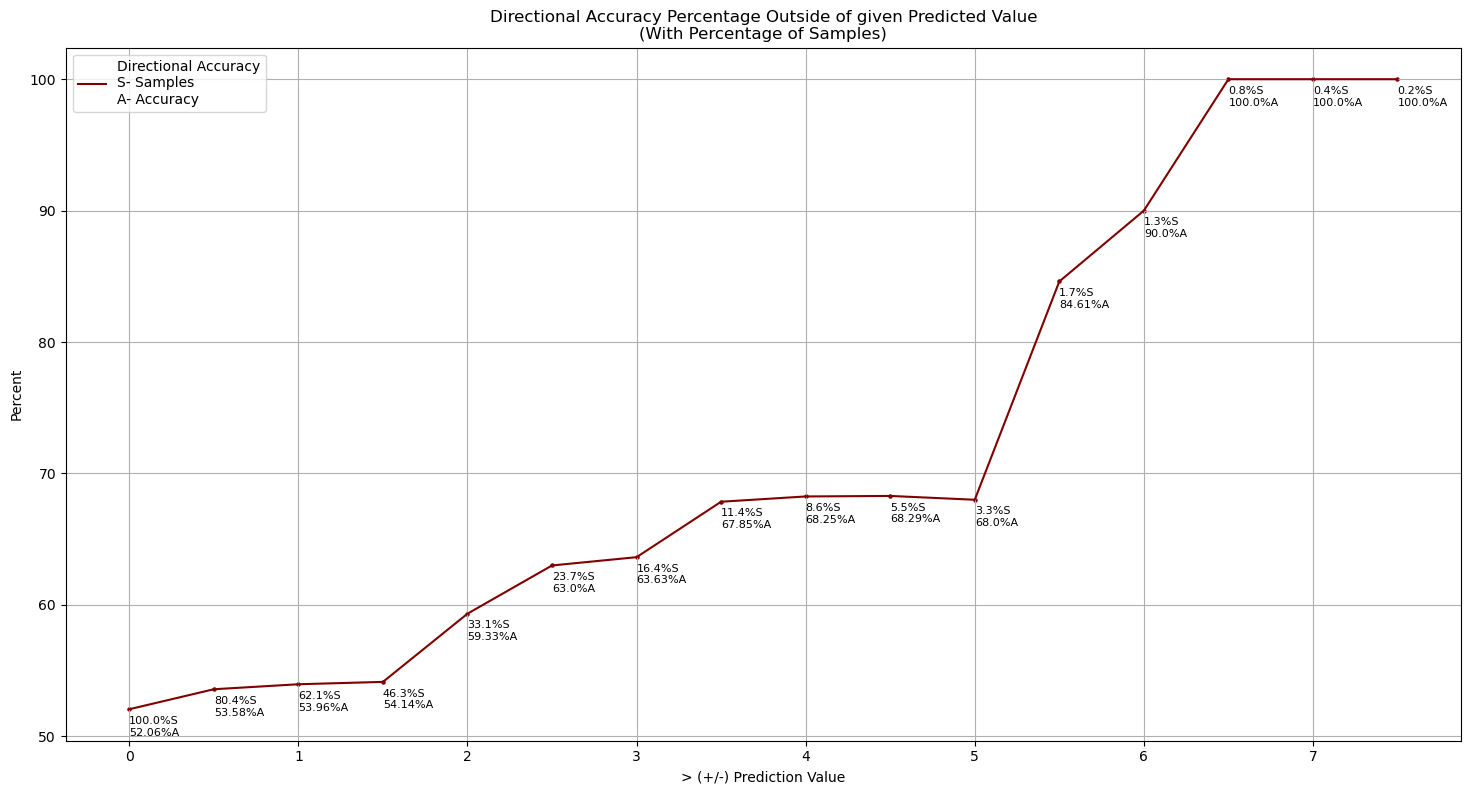 Directional Accuracy Percentage Outside of given Predicted Value
(With Percentage of Samples)
Directional Accuracy
S- Samples
A- Accuracy
Percent
100
90
80
70
60
50
100.0%S
52.06%A
80.4%S
53.58%A
62.1%S
53.96%A
46.3%S
54.14%A
33.1%S
59.33%A
23.7%S
63.0%A
16.4%S
63.63%A
11.4%S
67.85%A
8.6%S
68.25%A
5.5%S
68.29%A
3.3%S
68.0%A
1.7%S
84.61%A
1.3%S
90.0%A
0.8%S
100.0%A
0.4%S
100.0%A
0.2%S
100.0%A
0 1 2 3 4 5 6 7
> (+/-) Prediction Value